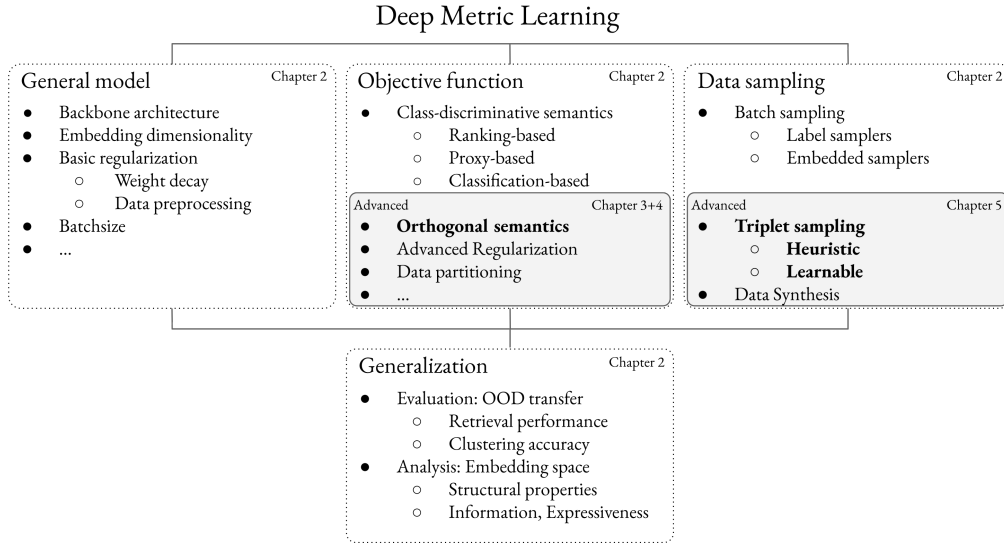 Deep Metric Learning
General model Chapter 2
● Backbone architecture
● Embedding dimensionality
● Basic regularization
○ Weight decay
○ Data preprocessing
● Batchsize
● ...
Objective function Chapter 2
● Class-discriminative semantics
○ Ranking-based
○ Proxy-based
○ Classification-based
Advanced Chapter 3+4
● Orthogonal semantics
● Advanced Regularization
● Data partitioning
● ...
Data sampling Chapter 2
● Batch sampling
○ Label samplers
○ Embedded samplers
Advanced Chapter 5
● Triplet sampling
○ Heuristic
○ Learnable
● Data Synthesis
Generalization Chapter 2
● Evaluation: OOD transfer
○ Retrieval performance
○ Clustering accuracy
● Analysis: Embedding space
○ Structural properties
○ Information, Expressiveness